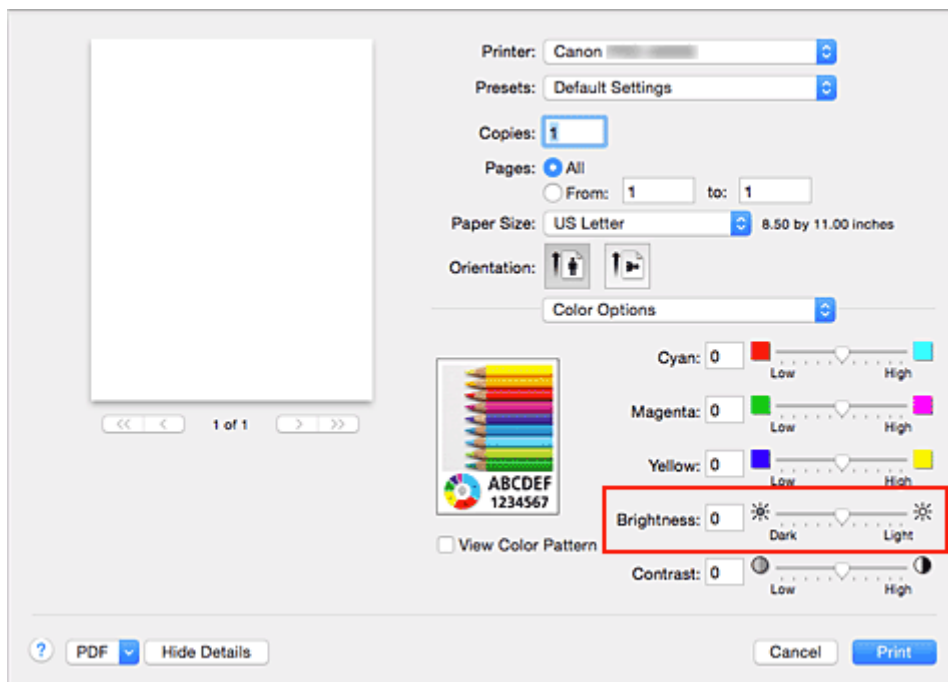 Printer: Canon
Presets: Default Settings
Copies: 1
Pages: All
From: 1 to: 1
Paper Size: US Letter 8.50 by 11.00 inches
Orientation:
Color Options
1 of 1
Cyan: 0
Low High
Magenta: 0
Low High
Yellow: 0
Low High
ABCDEF
1234567
Brightness: 0
Dark Light
View Color Pattern
Contrast: 0
Low High
? PDF Hide Details Cancel Print